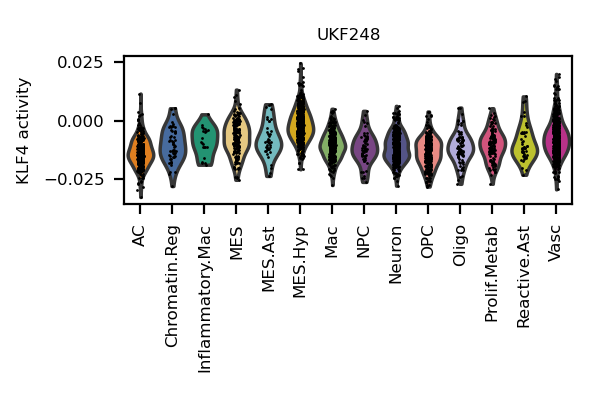 UKF248
KLF4 activity
0.025
0.000
−0.025
AC
Chromatin.Reg
Inflammatory.Mac
MES
MES.Ast
MES.Hyp
Mac
NPC
Neuron
OPC
Oligo
Prolif.Metab
Reactive.Ast
Vasc